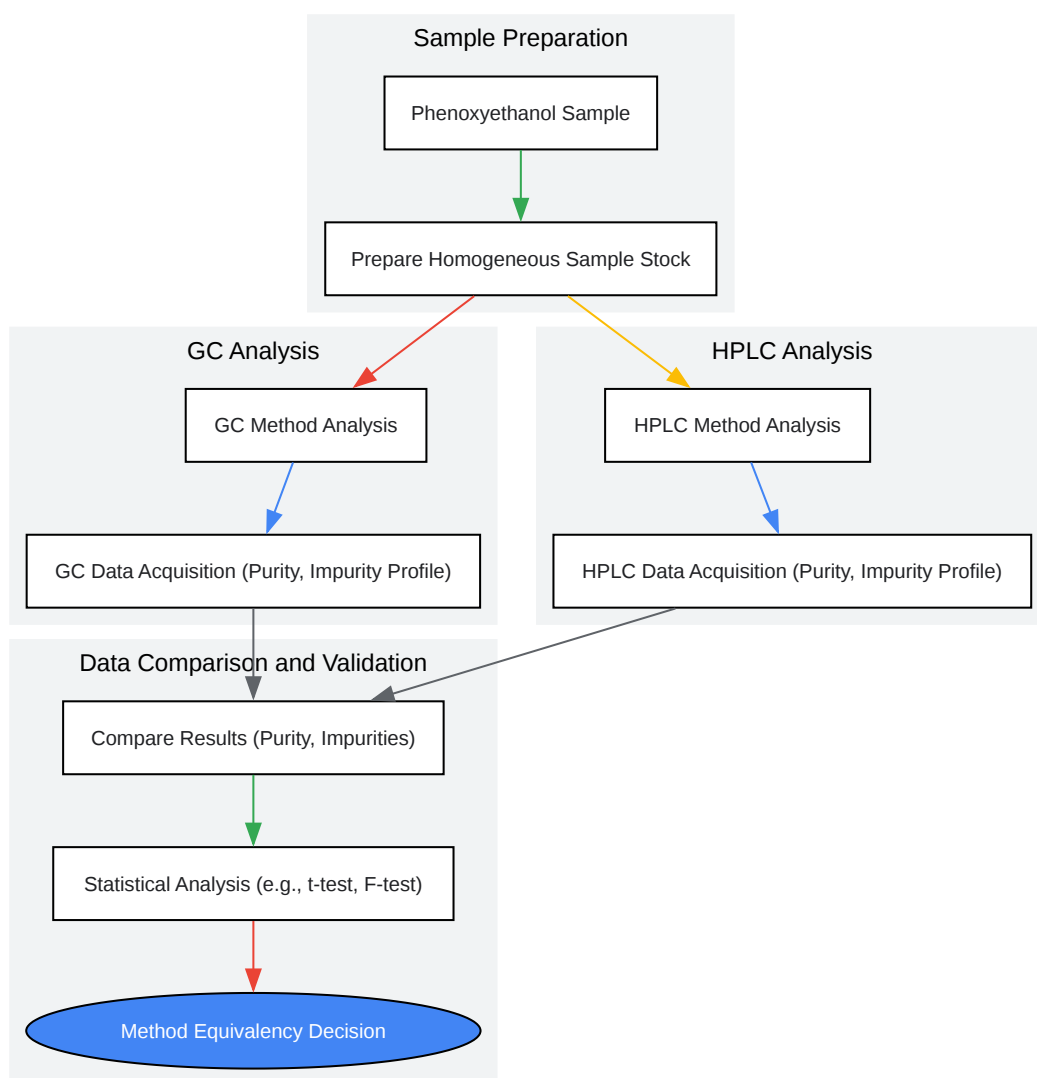 Sample Preparation
Phenoxyethanol Sample
Prepare Homogeneous Sample Stock
GC Analysis
HPLC Analysis
GC Method Analysis
HPLC Method Analysis
GC Data Acquisition (Purity, Impurity Profile)
HPLC Data Acquisition (Purity, Impurity Profile)
Data Comparison and Validation
Compare Results (Purity, Impurities)
Statistical Analysis (e.g., t-test, F-test)
Method Equivalency Decision